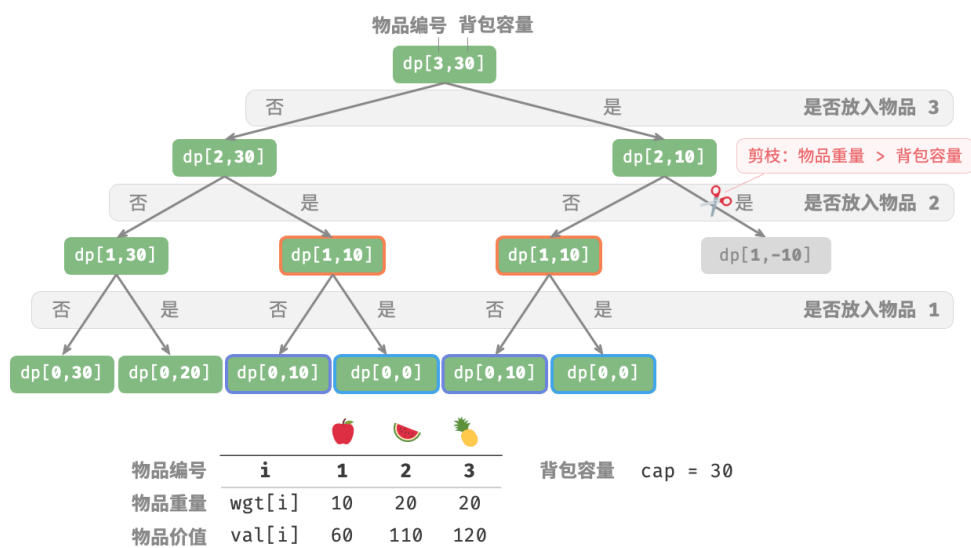 物品编号 背包容量
dp[3,30]
否 是 是否放入物品 3
dp[2,30] dp[2,10] 剪枝：物品重量 > 背包容量
否 是 否 是 是否放入物品 2
dp[1,30] dp[1,10] dp[1,10] dp[1,-10]
否 是 否 是 否 是 是否放入物品 1
dp[0,30] dp[0,20] dp[0,10] dp[0,0] dp[0,10] dp[0,0]
物品编号 i 1 2 3 背包容量 cap = 30
物品重量 wgt[i] 10 20 20
物品价值 val[i] 60 110 120